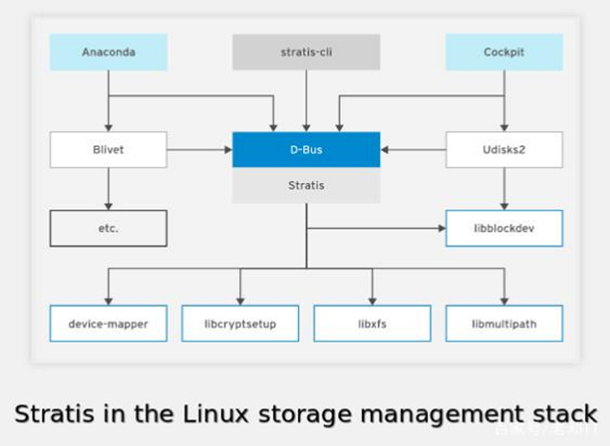 Anaconda
stratis-cli
Cockpit
Blivet
D-Bus
Udisks2
Stratis
etc.
libblockdev
device-mapper
libcryptsetup
libxfs
libmultipath
Stratis in the Linux storage management stack